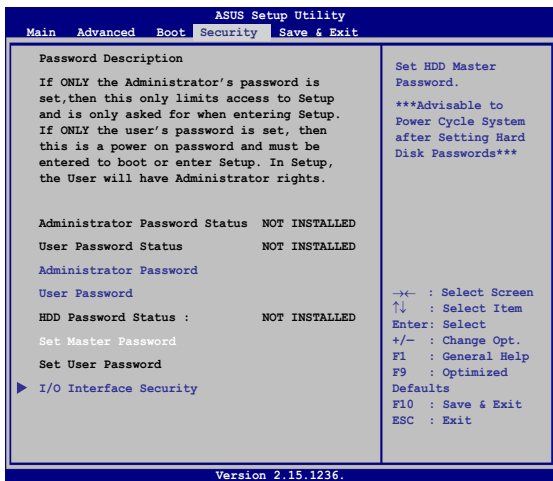 ASUS Setup Utility
Main Advanced Boot Security Save & Exit
Password Description
If ONLY the Administrator's password is
set,then this only limits access to Setup
and is only asked for when entering Setup.
If ONLY the user's password is set, then
this is a power on password and must be
entered to boot or enter Setup. In Setup,
the User will have Administrator rights.
Administrator Password Status NOT INSTALLED
User Password Status NOT INSTALLED
Administrator Password
User Password
HDD Password Status : NOT INSTALLED
Set Master Password
Set User Password
I/O Interface Security
Set HDD Master
Password.
***Advisable to
Power Cycle System
after Setting Hard
Disk Passwords***
→← : Select Screen
↑↓ : Select Item
Enter: Select
+/— : Change Opt.
F1 : General Help
F9 : Optimized
Defaults
F10 : Save & Exit
ESC : Exit
Version 2.15.1236.